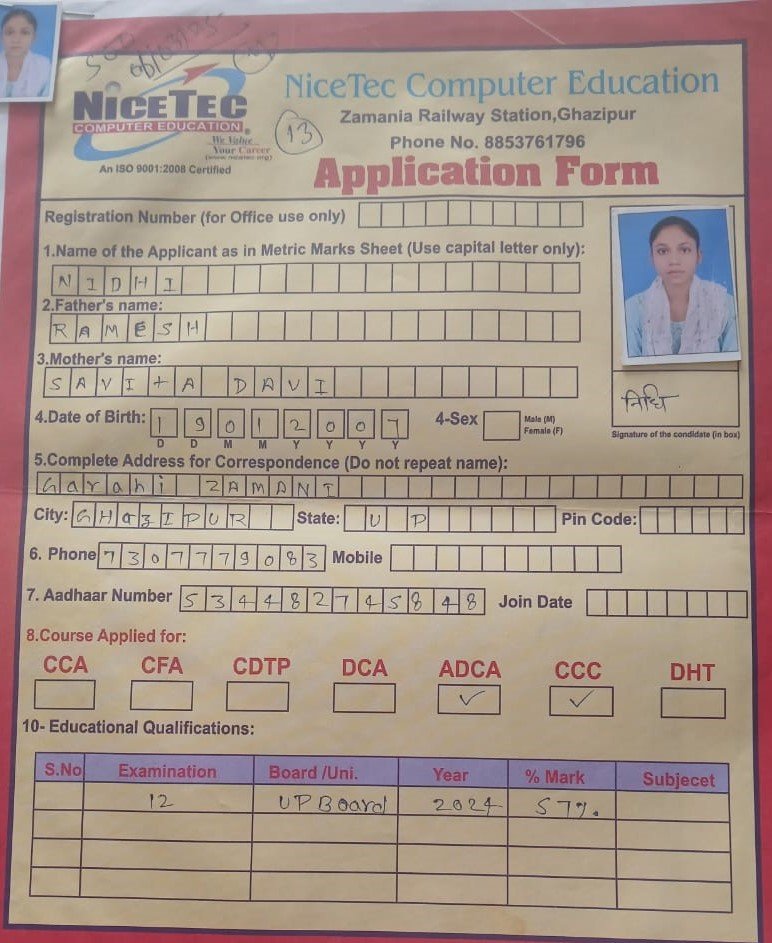 500
NICETEC
COMPUTER EDUCATION
We Value
Your Career
(www.nicetec.org)
An ISO 9001:2008 Certified
13
NiceTec Computer Education
Zamania Railway Station,Ghazipur
Phone No. 8853761796
Application Form
Registration Number (for Office use only)
1.Name of the Applicant as in Metric Marks Sheet (Use capital letter only):
NIDHI
2.Father's name:
RAMESH
3.Mother's name:
SAVItA DAVI
4.Date of Birth: 19012007 4-Sex Male (M)
Female (F)
D D M M Y Y Y Y
निधि
Signature of the condidate (in box)
5.Complete Address for Correspondence (Do not repeat name):
Garahi ZAMANI
City: GHazIPUR State: UP Pin Code:
6. Phone 7307779083 Mobile
7. Aadhaar Number 534482745848 Join Date
8.Course Applied for:
CCA CFA CDTP DCA ADCA CCC DHT
✓ ✓
10- Educational Qualifications:
S.No Examination Board /Uni. Year % Mark Subjecet
12 UP Board 2024 57%.